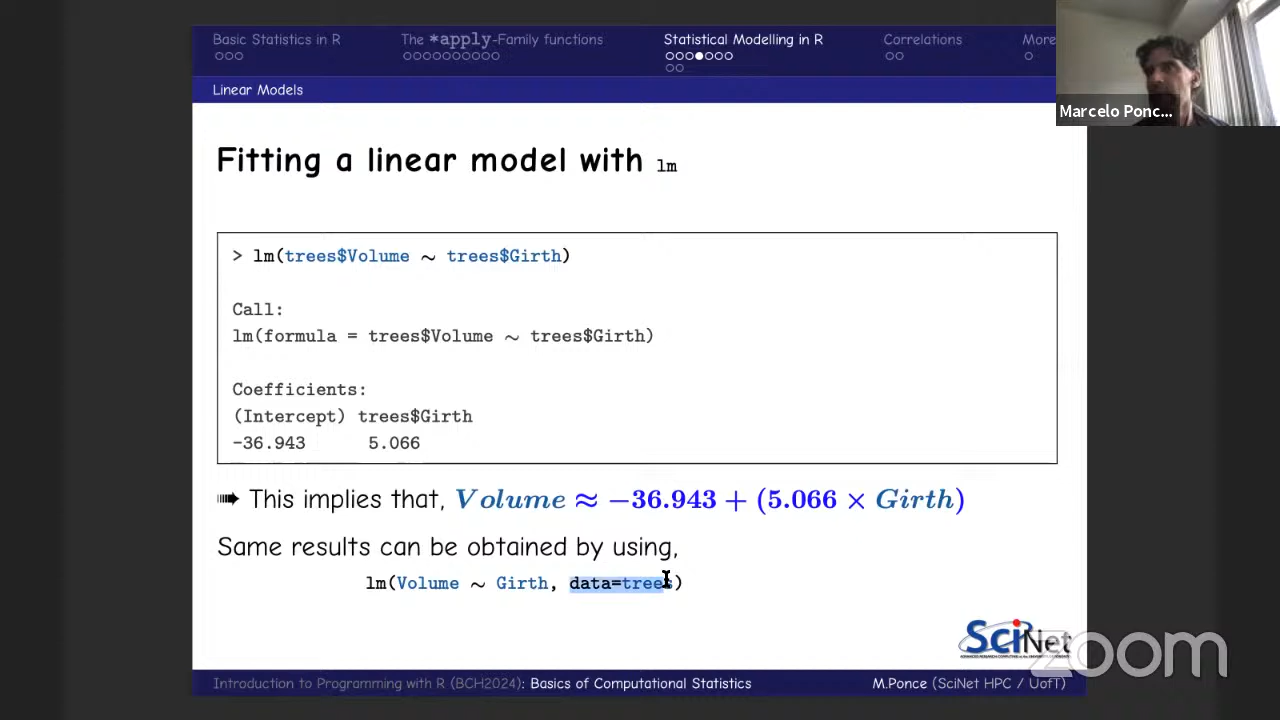 Basic Statistics in R
The *apply-Family functions
Statistical Modelling in R
Correlations
More
Marcelo Ponc...
Linear Models
Fitting a linear model with lm
> lm(trees$Volume ~ trees$Girth)
Call:
lm(formula = trees$Volume ~ trees$Girth)
Coefficients:
(Intercept) trees$Girth
-36.943 5.066
➠ This implies that, Volume ≈ −36.943 + (5.066 × Girth)
Same results can be obtained by using,
lm(Volume ~ Girth, data=trees)
SciNet
zoom
Introduction to Programming with R (BCH2024): Basics of Computational Statistics
M.Ponce (SciNet HPC / UofT)